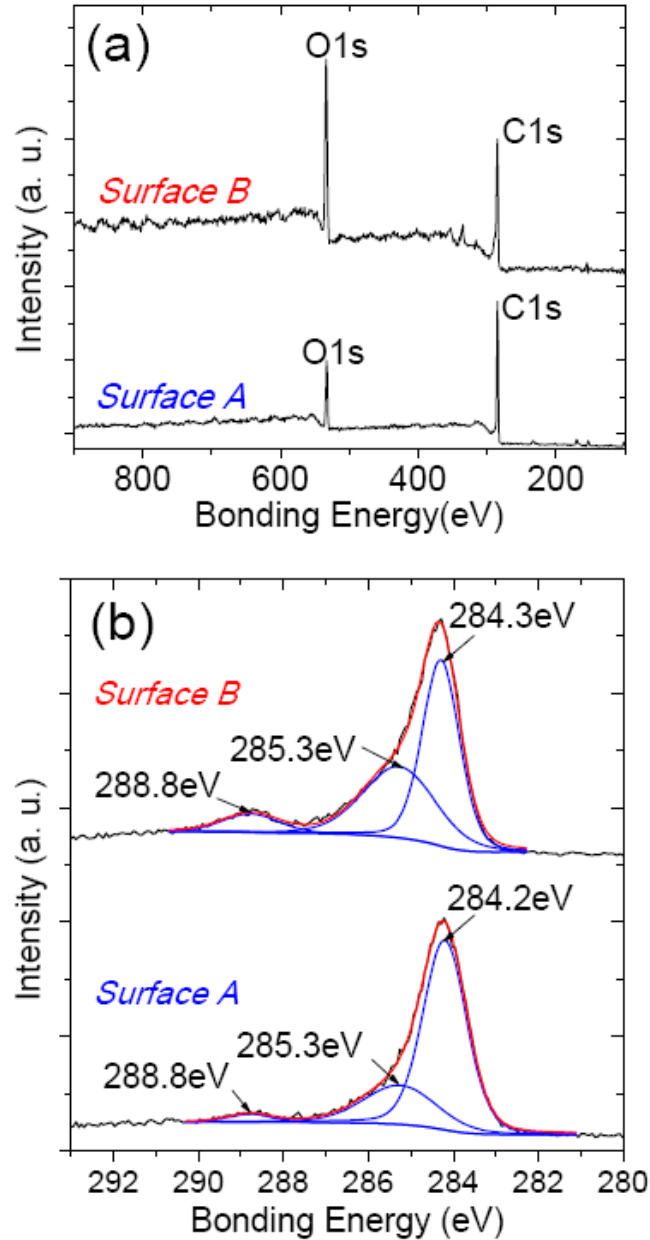 (a)
O1s
C1s
Surface B
C1s
O1s
Surface A
Intensity (a. u.)
800 600 400 200
Bonding Energy(eV)
(b)
284.3eV
Surface B
285.3eV
288.8eV
284.2eV
Surface A
285.3eV
288.8eV
Intensity (a. u.)
292 290 288 286 284 282 280
Bonding Energy (eV)